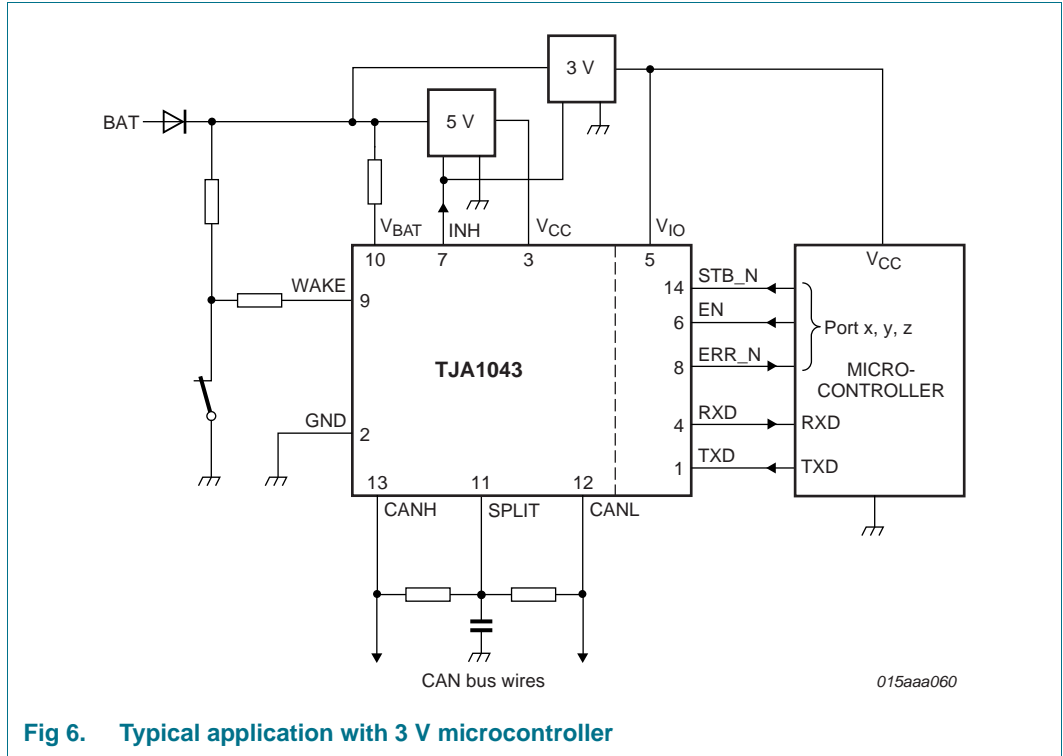 3 V
BAT
5 V
VBAT
INH
VCC
VIO
10
7
3
5
VCC
WAKE
9
14
STB_N
6
EN
Port x, y, z
8
ERR_N
TJA1043
MICRO-
CONTROLLER
GND
2
4
RXD
RXD
1
TXD
TXD
13
11
12
CANH
SPLIT
CANL
CAN bus wires
015aaa060
Fig 6. Typical application with 3 V microcontroller